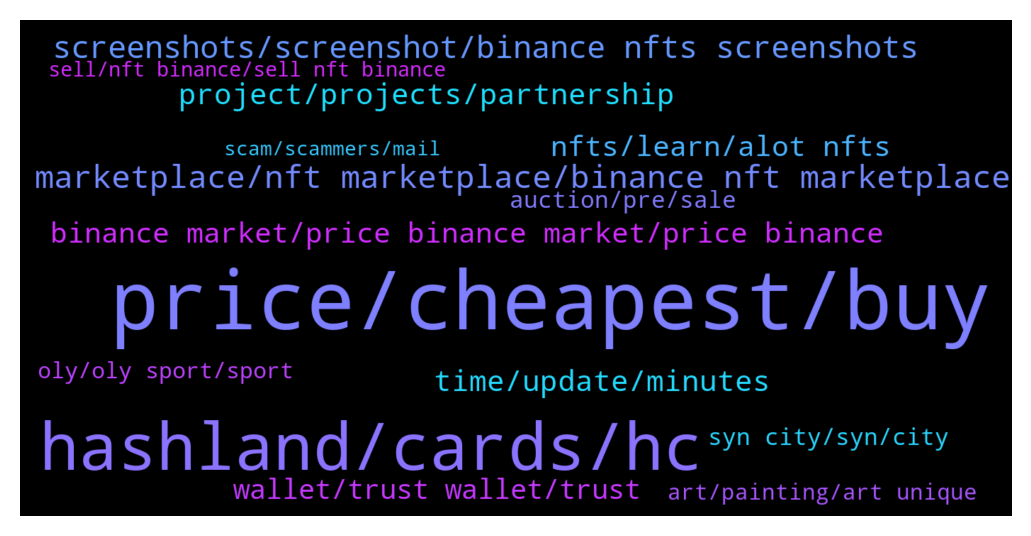 screenshots/screenshot/binance nfts screenshots
sell/nft binance/sell nft binance
project/projects/partnership
scam/scammers/mail
nfts/learn/alot nfts
marketplace/nft marketplace/binance nft marketplace
auction/pre/sale
binance market/price binance market/price binance
price/cheapest/buy
oly/oly sport/sport
time/update/minutes
hashland/cards/hc
syn city/syn/city
wallet/trust wallet/trust
art/painting/art unique